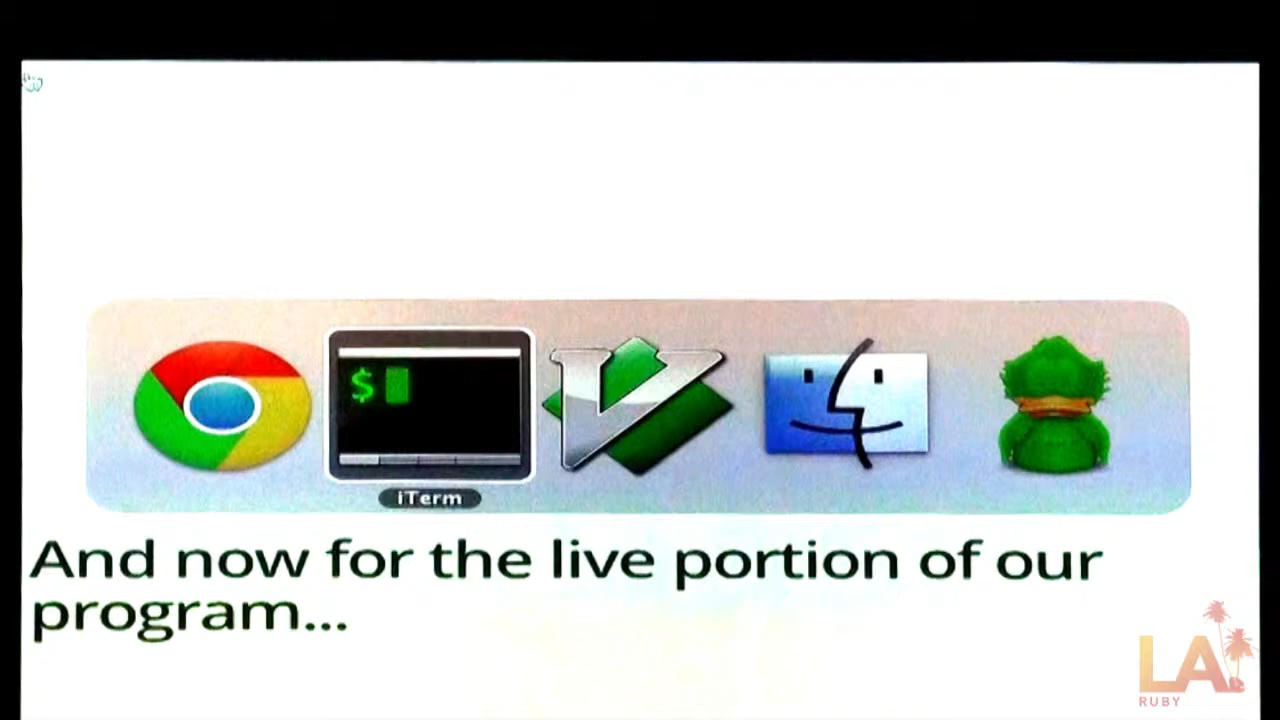 $
iTerm
And now for the live portion of our
program...
LA
RUBY